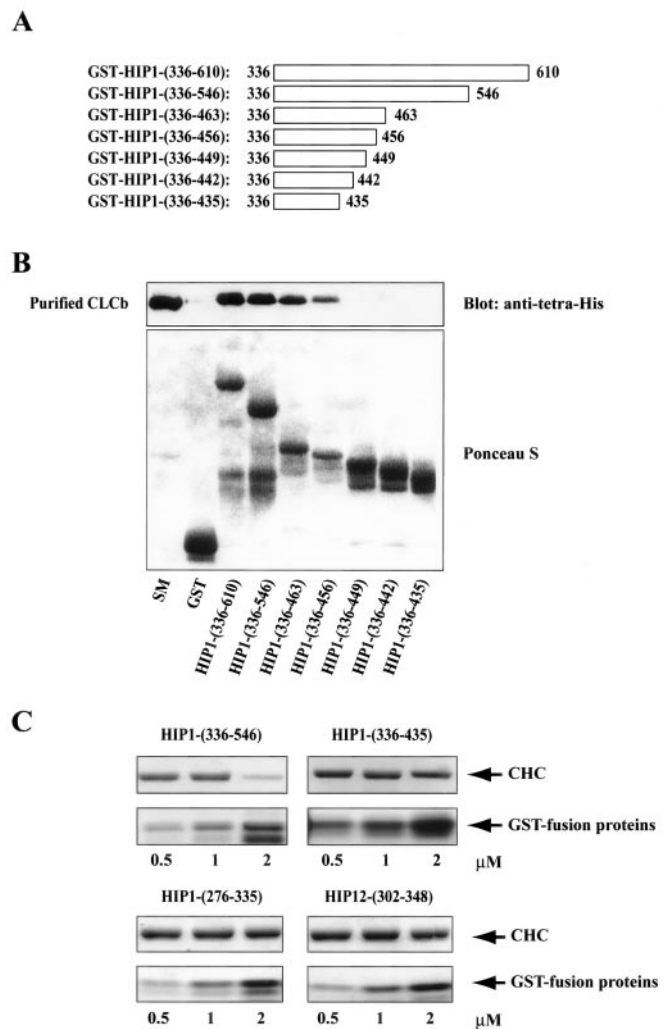 A
GST-HIP1-(336-610): 336 610
GST-HIP1-(336-546): 336 546
GST-HIP1-(336-463): 336 463
GST-HIP1-(336-456): 336 456
GST-HIP1-(336-449): 336 449
GST-HIP1-(336-442): 336 442
GST-HIP1-(336-435): 336 435
B
Purified CLCb Blot: anti-tetra-His
Ponceau S
SM
GST
HIP1-(336-610)
HIP1-(336-546)
HIP1-(336-463)
HIP1-(336-456)
HIP1-(336-449)
HIP1-(336-442)
HIP1-(336-435)
C
HIP1-(336-546) HIP1-(336-435)
CHC
GST-fusion proteins
0.5 1 2 0.5 1 2 μM
HIP1-(276-335) HIP12-(302-348)
CHC
GST-fusion proteins
0.5 1 2 0.5 1 2 μM